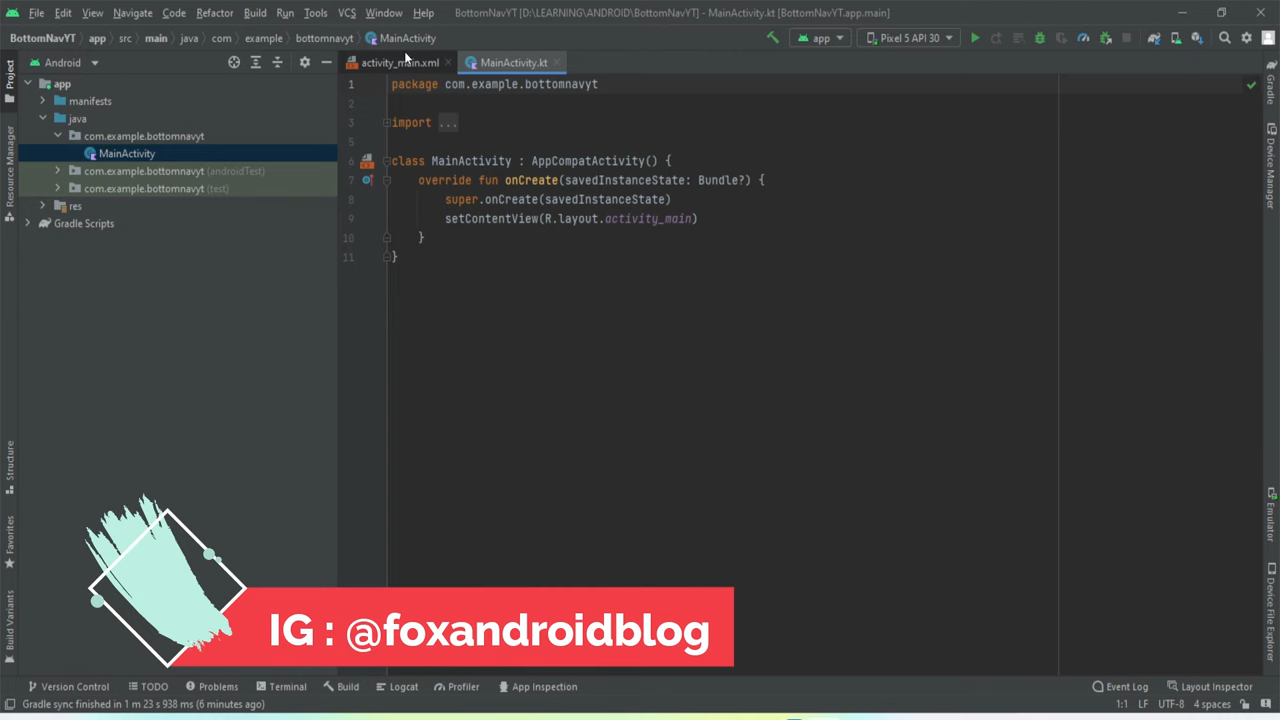 File Edit View Navigate Code Refactor Build Run Tools VCS Window Help BottomNavYT [D:\LEARNING\ANDROID\BottomNavYT] - MainActivity.kt [BottomNavYT.app.main]
BottomNavYT app src main java com example bottomnavyt MainActivity app Pixel 5 API 30
Android activity_main.xml MainActivity.kt
app
manifests
java
com.example.bottomnavyt
MainActivity
com.example.bottomnavyt (androidTest)
com.example.bottomnavyt (test)
res
Gradle Scripts
1 package com.example.bottomnavyt
2
3 import ...
5
6 class MainActivity : AppCompatActivity() {
7 override fun onCreate(savedInstanceState: Bundle?) {
8 super.onCreate(savedInstanceState)
9 setContentView(R.layout.activity_main)
10 }
11 }
Project
Resource Manager
Structure
Favorites
Build Variants
Gradle
Device Manager
Emulator
Device File Explorer
IG : @foxandroidblog
Version Control TODO Problems Terminal Build Logcat Profiler App Inspection Event Log Layout Inspector
Gradle sync finished in 1 m 23 s 938 ms (6 minutes ago) 1:1 LF UTF-8 4 spaces